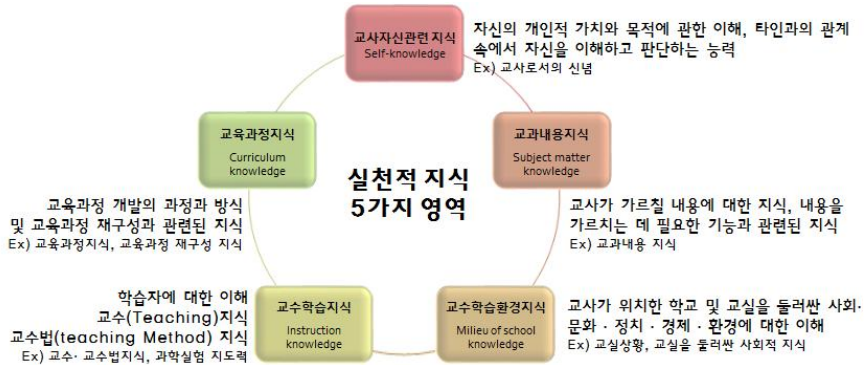 교사자신관련 지식
Self-knowledge
자신의 개인적 가치와 목적에 관한 이해, 타인과의 관계
속에서 자신을 이해하고 판단하는 능력
Ex) 교사로서의 신념
교육과정지식
Curriculum
knowledge
교과내용지식
Subject matter
knowledge
실천적 지식
5가지 영역
교육과정 개발의 과정과 방식
및 교육과정 재구성과 관련된 지식
Ex) 교육과정지식, 교육과정 재구성 지식
교사가 가르칠 내용에 대한 지식, 내용을
가르치는 데 필요한 기능과 관련된 지식
Ex) 교과내용 지식
학습자에 대한 이해
교수(Teaching)지식
교수법(teaching Method) 지식
Ex) 교수· 교수법지식, 과학실험 지도력
교수학습지식
Instruction
knowledge
교수학습환경지식
Milieu of school
knowledge
교사가 위치한 학교 및 교실을 둘러싼 사회·
문화 · 정치 · 경제 · 환경에 대한 이해
Ex) 교실상황, 교실을 둘러싼 사회적 지식